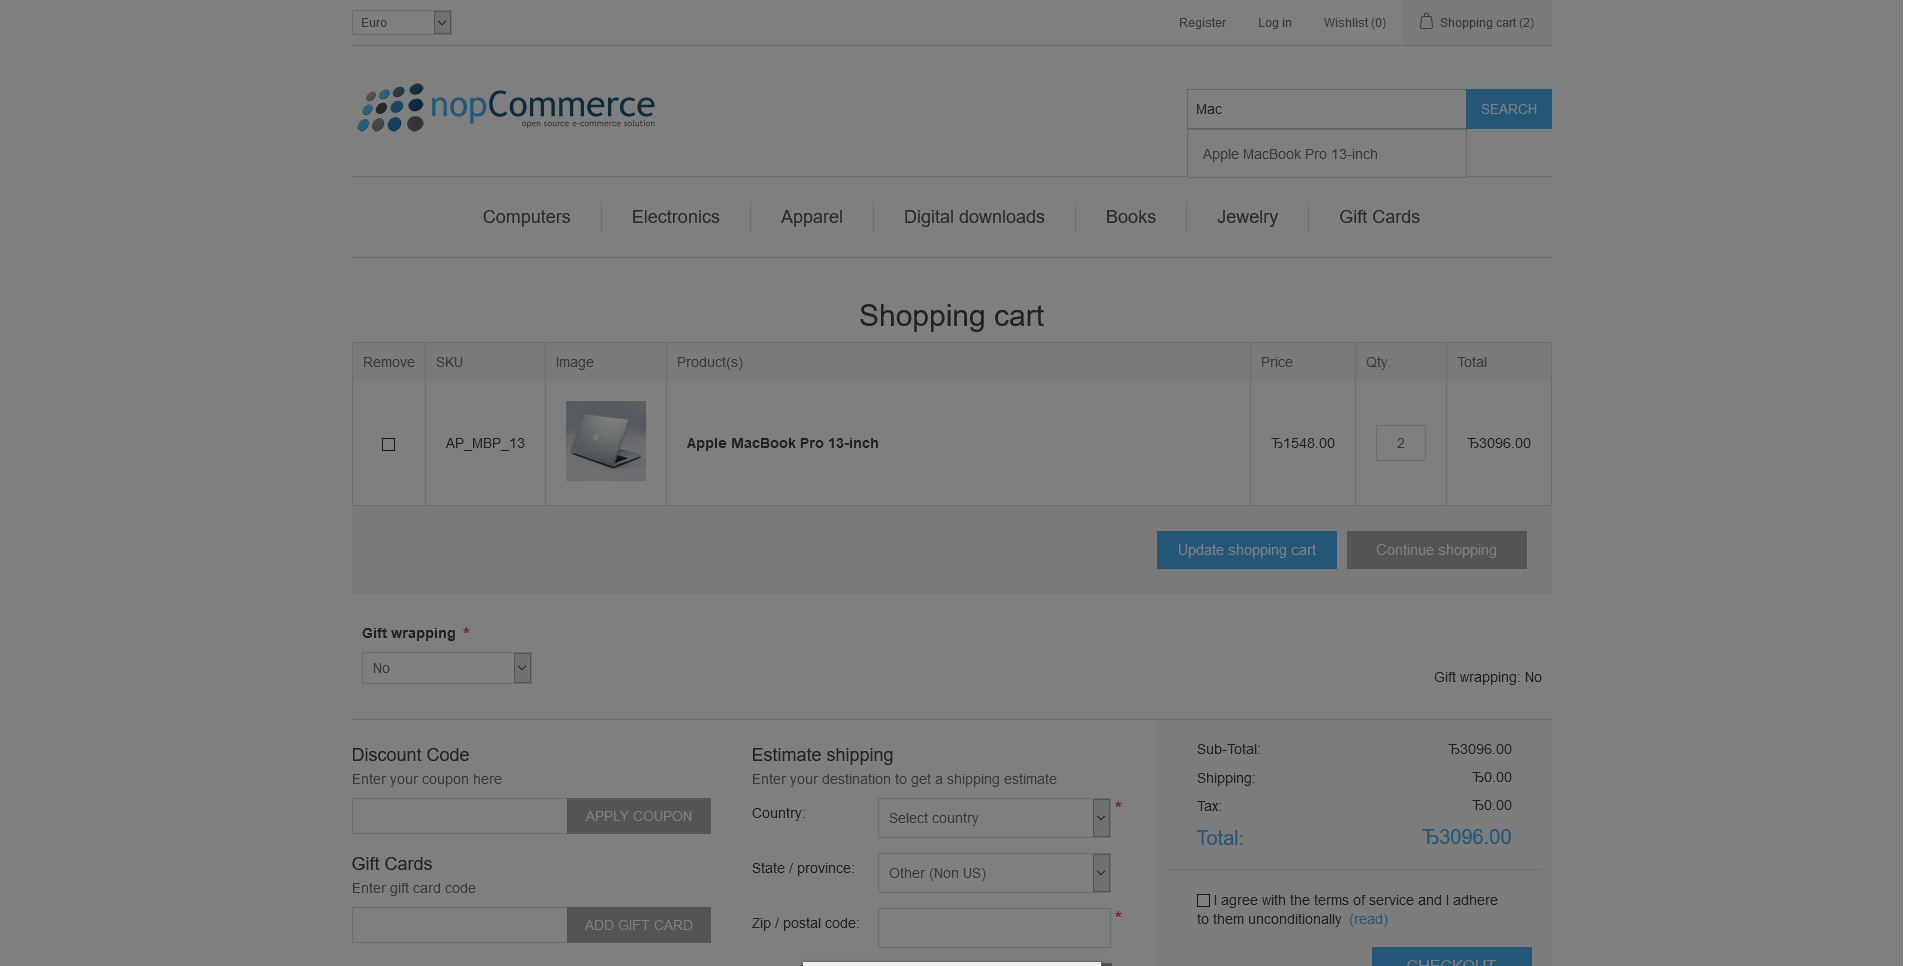 Euro
Register Log in Wishlist (0) Shopping cart (2)
nopCommerce
open source e-commerce solution
Mac SEARCH
Apple MacBook Pro 13-inch
Computers Electronics Apparel Digital downloads Books Jewelry Gift Cards
Shopping cart
Remove SKU Image Product(s) Price Qty. Total
AP_MBP_13 Apple MacBook Pro 13-inch Ђ1548.00 2 Ђ3096.00
Update shopping cart Continue shopping
Gift wrapping *
No
Gift wrapping: No
Discount Code
Enter your coupon here
APPLY COUPON
Gift Cards
Enter gift card code
ADD GIFT CARD
Estimate shipping
Enter your destination to get a shipping estimate
Country: Select country *
State / province: Other (Non US)
Zip / postal code: *
Sub-Total: Ђ3096.00
Shipping: Ђ0.00
Tax: Ђ0.00
Total: Ђ3096.00
I agree with the terms of service and I adhere
to them unconditionally (read)
CHECKOUT